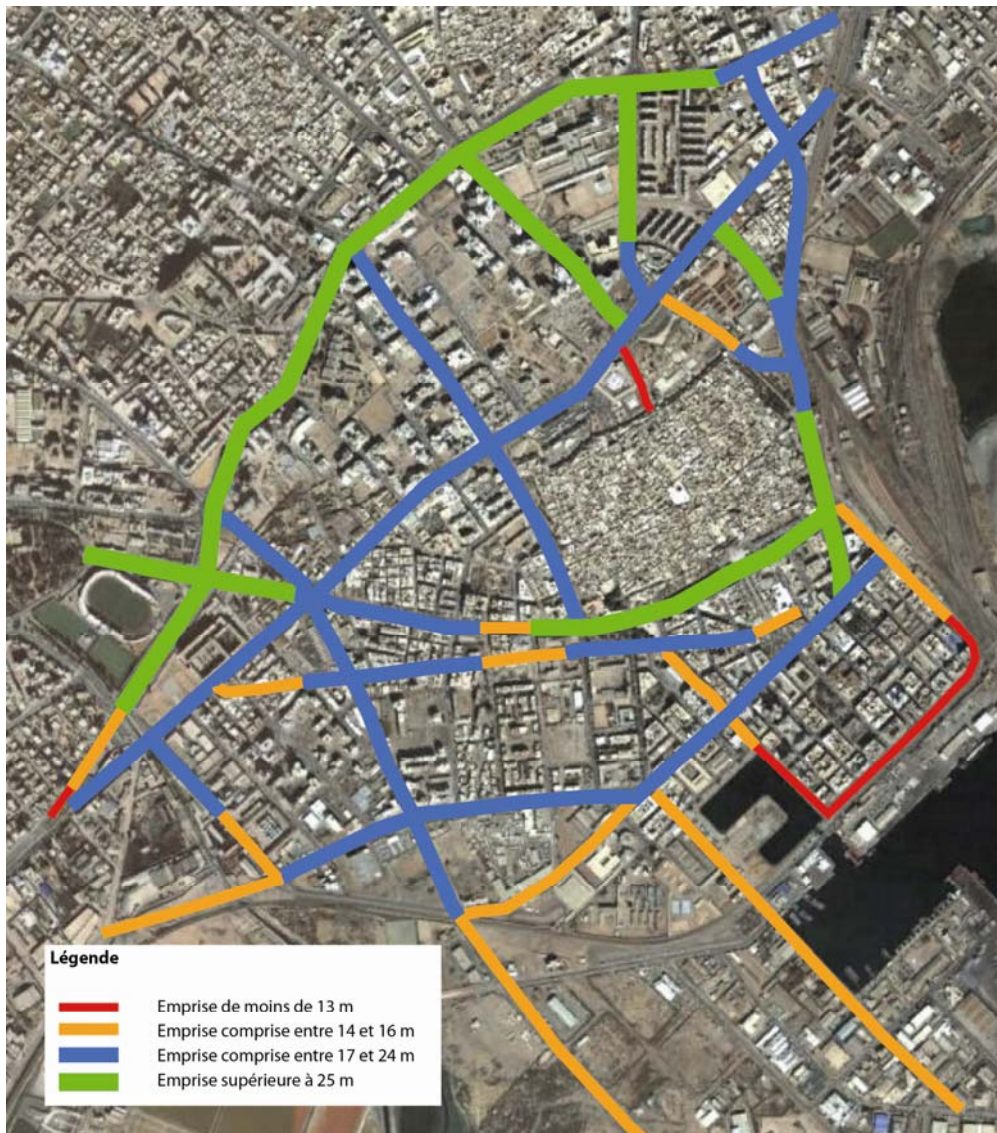 Légende
Emprise de moins de 13 m
Emprise comprise entre 14 et 16 m
Emprise comprise entre 17 et 24 m
Emprise supérieure à 25 m